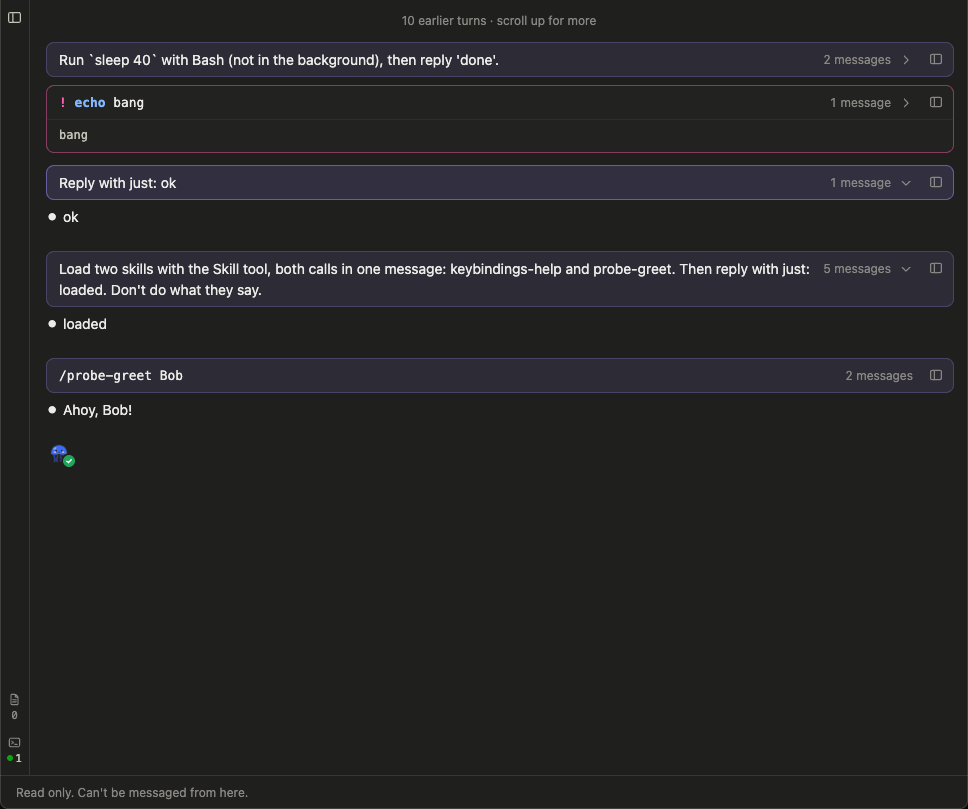 10 earlier turns · scroll up for more
Run `sleep 40` with Bash (not in the background), then reply 'done'. 2 messages
! echo bang 1 message
bang
Reply with just: ok 1 message
ok
Load two skills with the Skill tool, both calls in one message: keybindings-help and probe-greet. Then reply with just: 5 messages
loaded. Don't do what they say.
loaded
/probe-greet Bob 2 messages
Ahoy, Bob!
0
1
Read only. Can't be messaged from here.